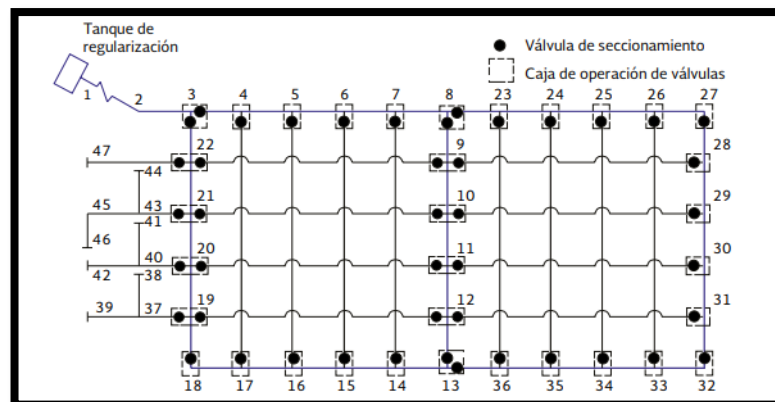 Tanque de
regularización
Válvula de seccionamiento
Caja de operación de válvulas
1 2 3 4 5 6 7 8 23 24 25 26 27
47 22 9 28
44
45 43 21 10 29
41
46
40 20 11 30
42 38
39 37 19 12 31
18 17 16 15 14 13 36 35 34 33 32